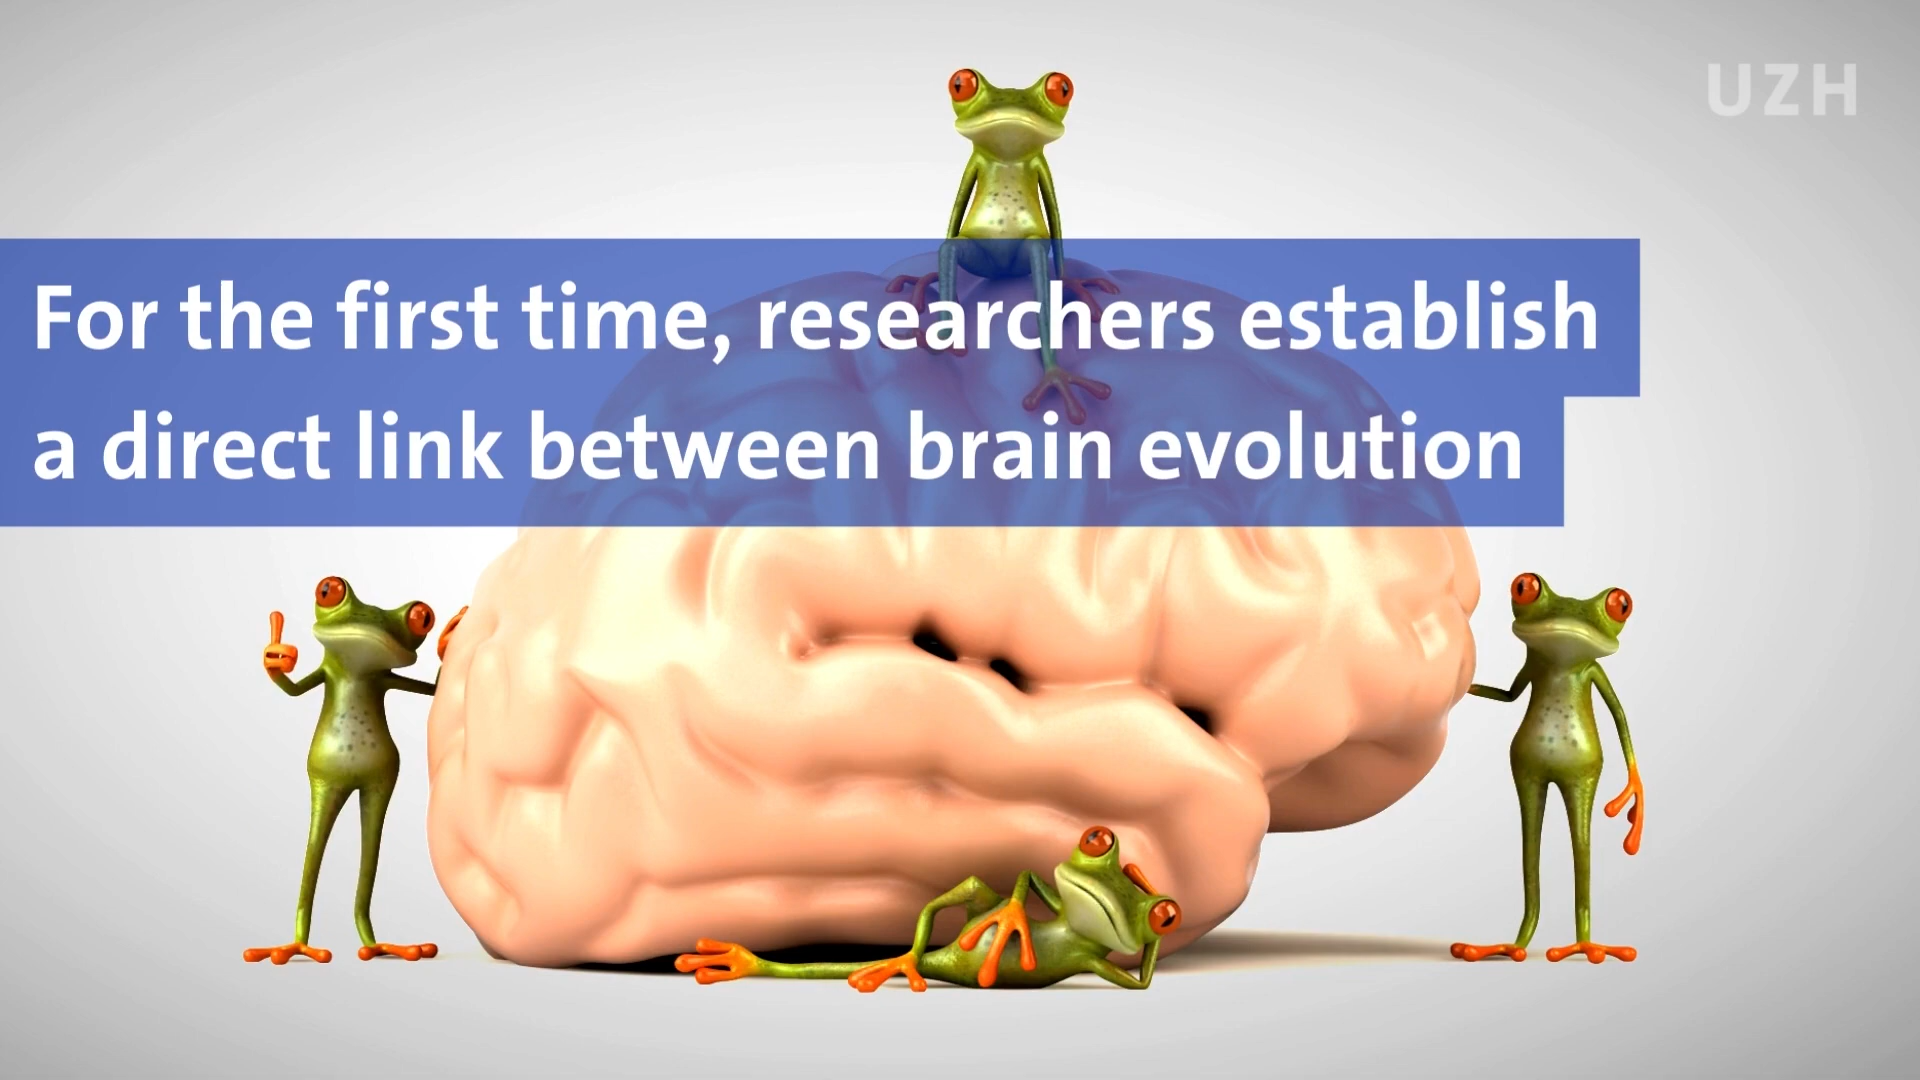 UZH
For the first time, researchers establish
a direct link between brain evolution